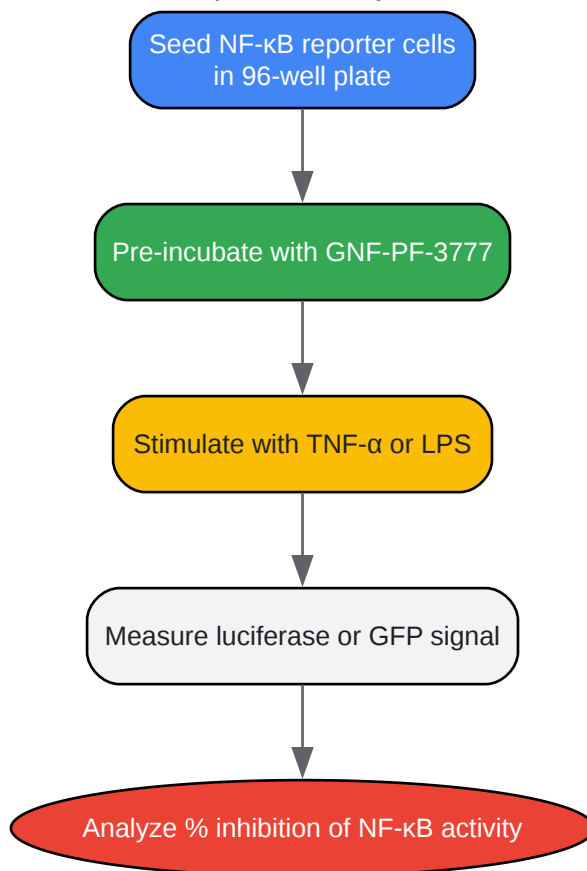 Seed NF-κB reporter cells
in 96-well plate
Pre-incubate with GNF-PF-3777
Stimulate with TNF-α or LPS
Measure luciferase or GFP signal
Analyze % inhibition of NF-κB activity